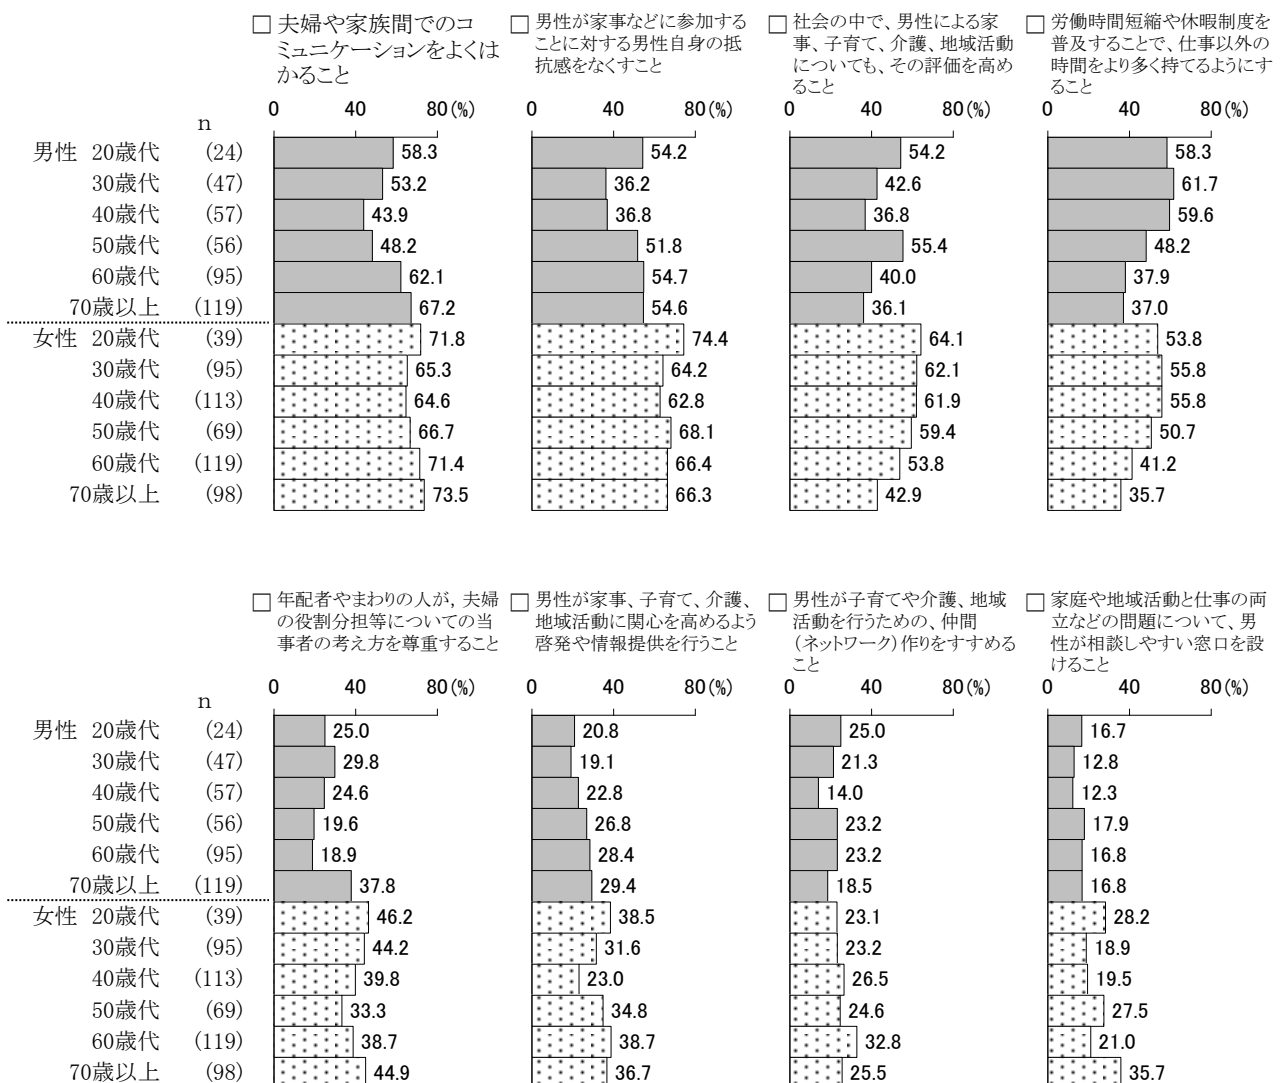 □ 夫婦や家族間でのコ
ミュニケーションをよくは
かること
□ 男性が家事などに参加する
ことに対する男性自身の抵
抗感をなくすこと
□ 社会の中で、男性による家
事、子育て、介護、地域活動
についても、その評価を高め
ること
□ 労働時間短縮や休暇制度を
普及することで、仕事以外の
時間をより多く持てるようにす
ること
0 40 80(%) 0 40 80(%) 0 40 80(%) 0 40 80(%)
n
男性 20歳代 (24) 58.3 54.2 54.2 58.3
30歳代 (47) 53.2 36.2 42.6 61.7
40歳代 (57) 43.9 36.8 36.8 59.6
50歳代 (56) 48.2 51.8 55.4 48.2
60歳代 (95) 62.1 54.7 40.0 37.9
70歳以上 (119) 67.2 54.6 36.1 37.0
女性 20歳代 (39) 71.8 74.4 64.1 53.8
30歳代 (95) 65.3 64.2 62.1 55.8
40歳代 (113) 64.6 62.8 61.9 55.8
50歳代 (69) 66.7 68.1 59.4 50.7
60歳代 (119) 71.4 66.4 53.8 41.2
70歳以上 (98) 73.5 66.3 42.9 35.7
□ 年配者やまわりの人が，夫婦
の役割分担等についての当
事者の考え方を尊重すること
□ 男性が家事、子育て、介護、
地域活動に関心を高めるよう
啓発や情報提供を行うこと
□ 男性が子育てや介護、地域
活動を行うための、仲間
（ネットワーク）作りをすすめる
こと
□ 家庭や地域活動と仕事の両
立などの問題について、男
性が相談しやすい窓口を設
けること
0 40 80(%) 0 40 80(%) 0 40 80(%) 0 40 80(%)
n
男性 20歳代 (24) 25.0 20.8 25.0 16.7
30歳代 (47) 29.8 19.1 21.3 12.8
40歳代 (57) 24.6 22.8 14.0 12.3
50歳代 (56) 19.6 26.8 23.2 17.9
60歳代 (95) 18.9 28.4 23.2 16.8
70歳以上 (119) 37.8 29.4 18.5 16.8
女性 20歳代 (39) 46.2 38.5 23.1 28.2
30歳代 (95) 44.2 31.6 23.2 18.9
40歳代 (113) 39.8 23.0 26.5 19.5
50歳代 (69) 33.3 34.8 24.6 27.5
60歳代 (119) 38.7 38.7 32.8 21.0
70歳以上 (98) 44.9 36.7 25.5 35.7